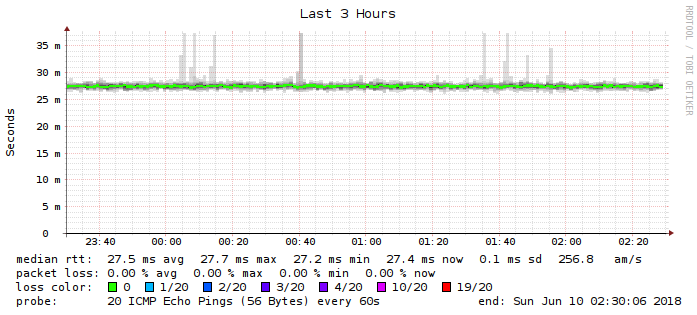 Last 3 Hours
RRDTOOL / TOBI OETIKER
Seconds
35 m
30 m
25 m
20 m
15 m
10 m
5 m
0
23:40 00:00 00:20 00:40 01:00 01:20 01:40 02:00 02:20
median rtt: 27.5 ms avg 27.7 ms max 27.2 ms min 27.4 ms now 0.1 ms sd 256.8 am/s
packet loss: 0.00 % avg 0.00 % max 0.00 % min 0.00 % now
loss color: 0 1/20 2/20 3/20 4/20 10/20 19/20
probe: 20 ICMP Echo Pings (56 Bytes) every 60s end: Sun Jun 10 02:30:06 2018